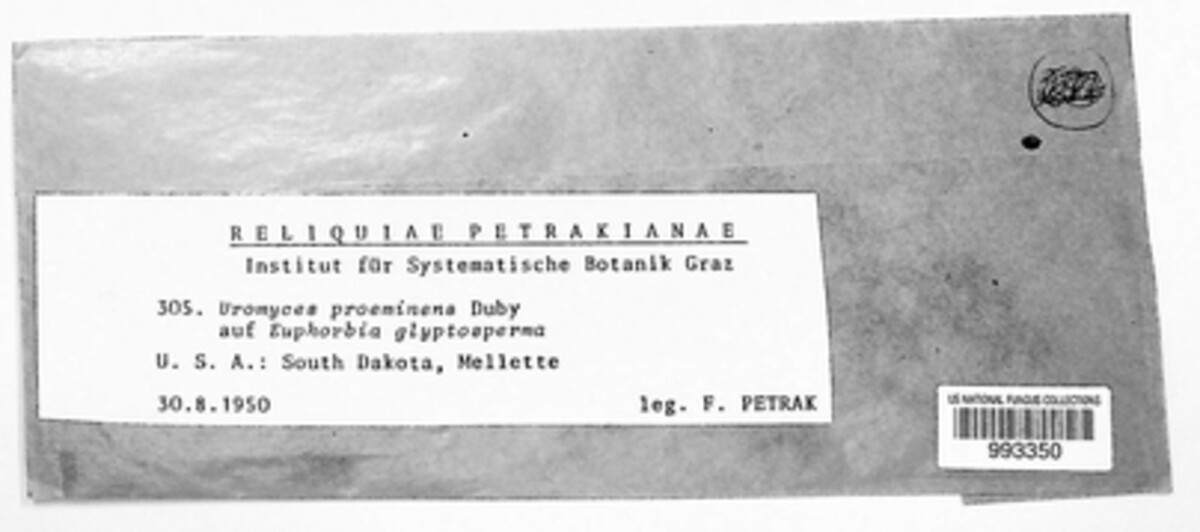 RELIQUIAE PETRAKIANAE
Institut für Systematische Botanik Graz
305. Uromyces proeminens Duby
auf Euphorbia glyptosperma
U. S. A.: South Dakota, Mellette
30.8.1950 leg. F. PETRAK
US NATIONAL FUNGUS COLLECTIONS
993350